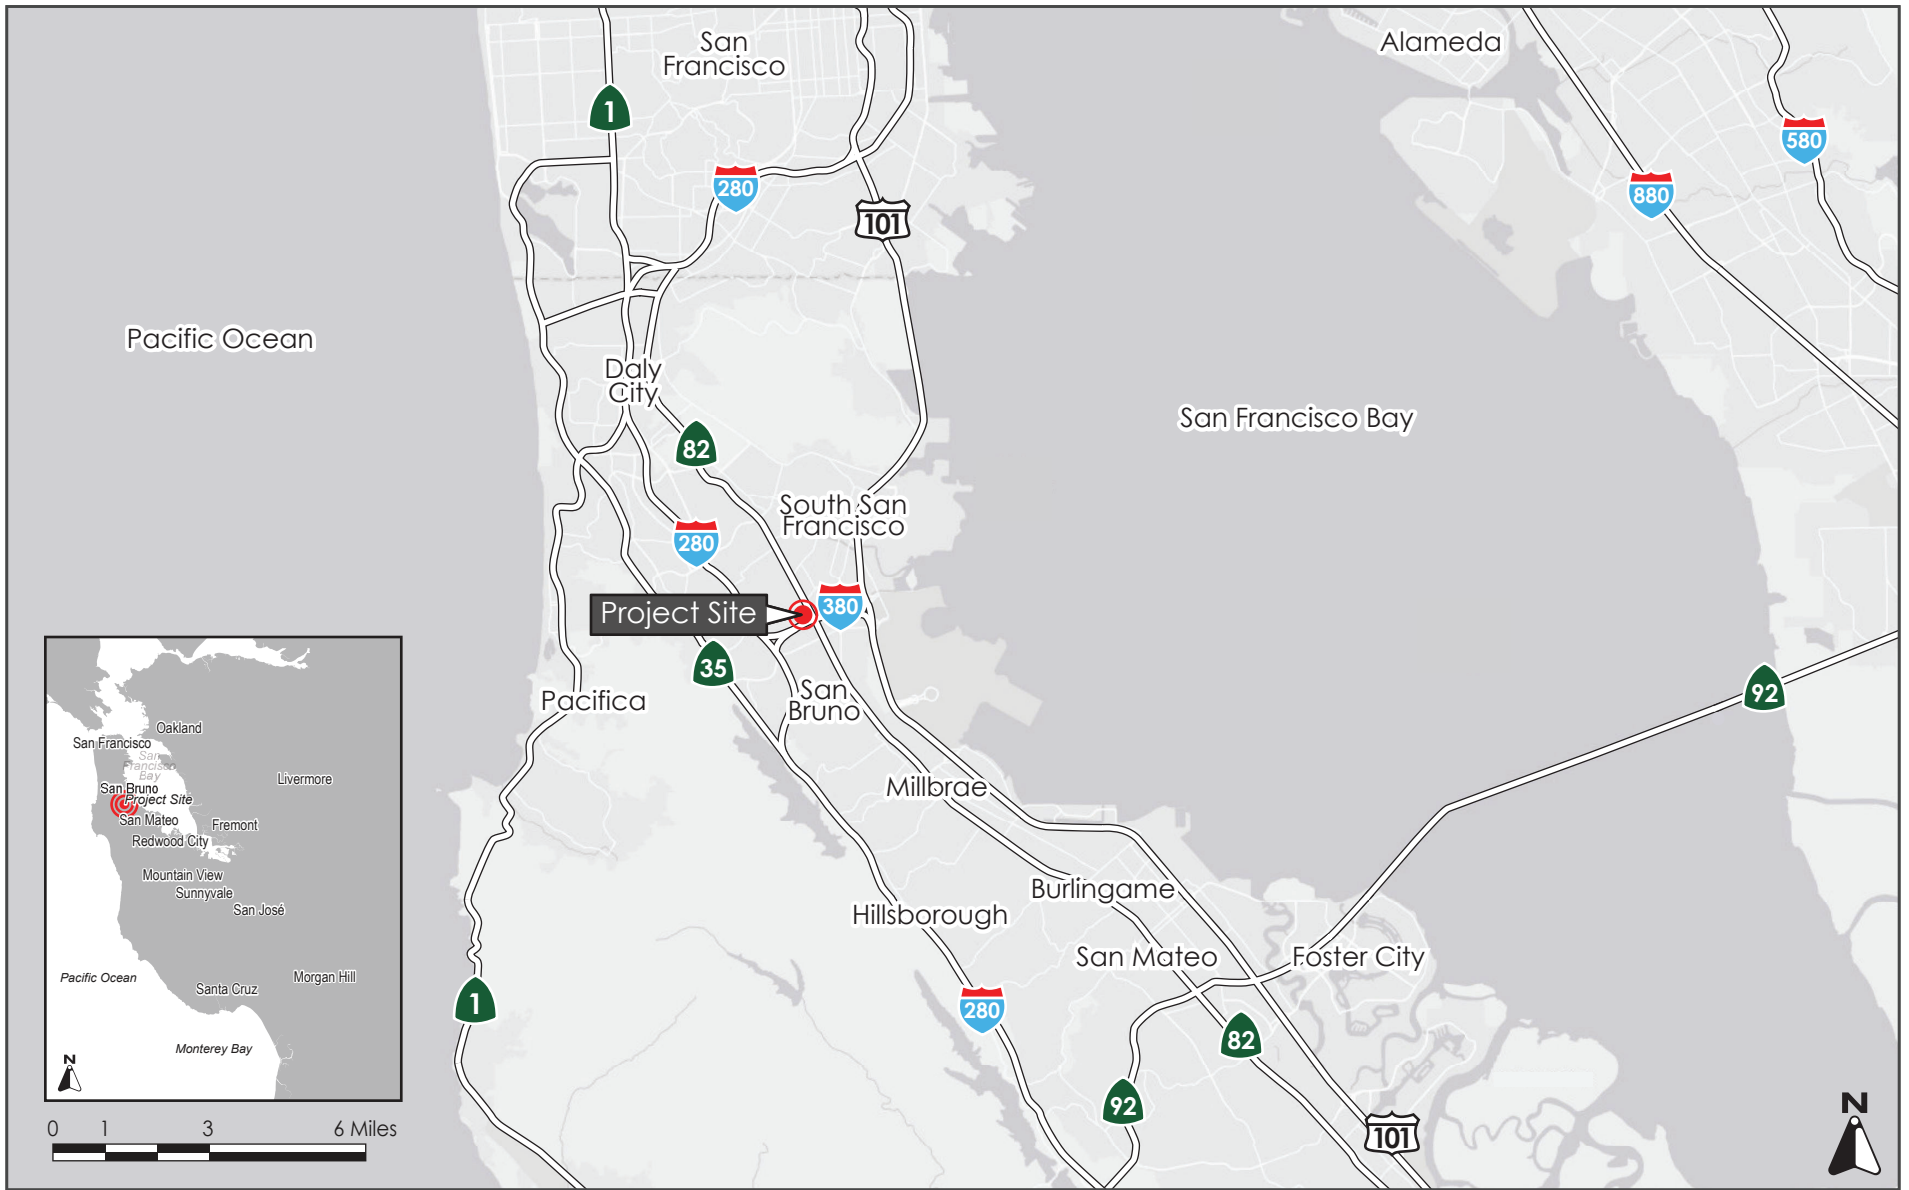 San
Francisco
Alameda
1
580
280
880
101
Pacific Ocean
Daly
City
San Francisco Bay
82
South San
Francisco
280
380
Project Site
35
92
Pacifica
San
Bruno
Millbrae
Burlingame
Hillsborough
San Mateo
Foster City
1
280
82
92
101
Oakland
San Francisco
San
Francisco
Bay
Livermore
San Bruno
Project Site
San Mateo
Fremont
Redwood City
Mountain View
Sunnyvale
San José
Pacific Ocean
Morgan Hill
Santa Cruz
Monterey Bay
N
0 1 3 6 Miles
N